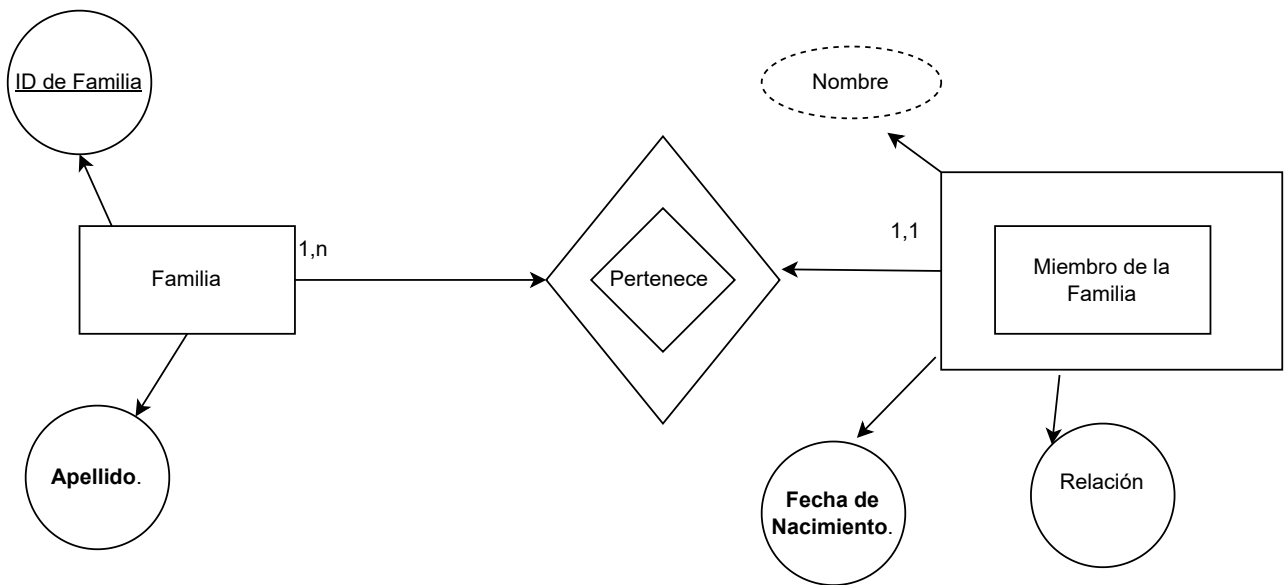 ID de Familia
Nombre
1,n
1,1
Familia
Pertenece
Miembro de la
Familia
Apellido.
Fecha de
Nacimiento.
Relación